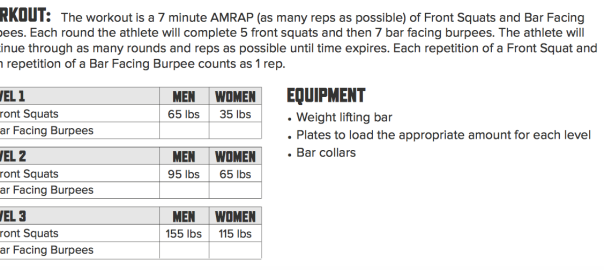 RKOUT: The workout is a 7 minute AMRAP (as many reps as possible) of Front Squats and Bar Facing
pees. Each round the athlete will complete 5 front squats and then 7 bar facing burpees. The athlete will
tinue through as many rounds and reps as possible until time expires. Each repetition of a Front Squat and
h repetition of a Bar Facing Burpee counts as 1 rep.
VEL 1 MEN WOMEN
ront Squats 65 lbs 35 lbs
ar Facing Burpees
VEL 2 MEN WOMEN
ront Squats 95 lbs 65 lbs
ar Facing Burpees
VEL 3 MEN WOMEN
ront Squats 155 lbs 115 lbs
ar Facing Burpees
EQUIPMENT
• Weight lifting bar
• Plates to load the appropriate amount for each level
• Bar collars